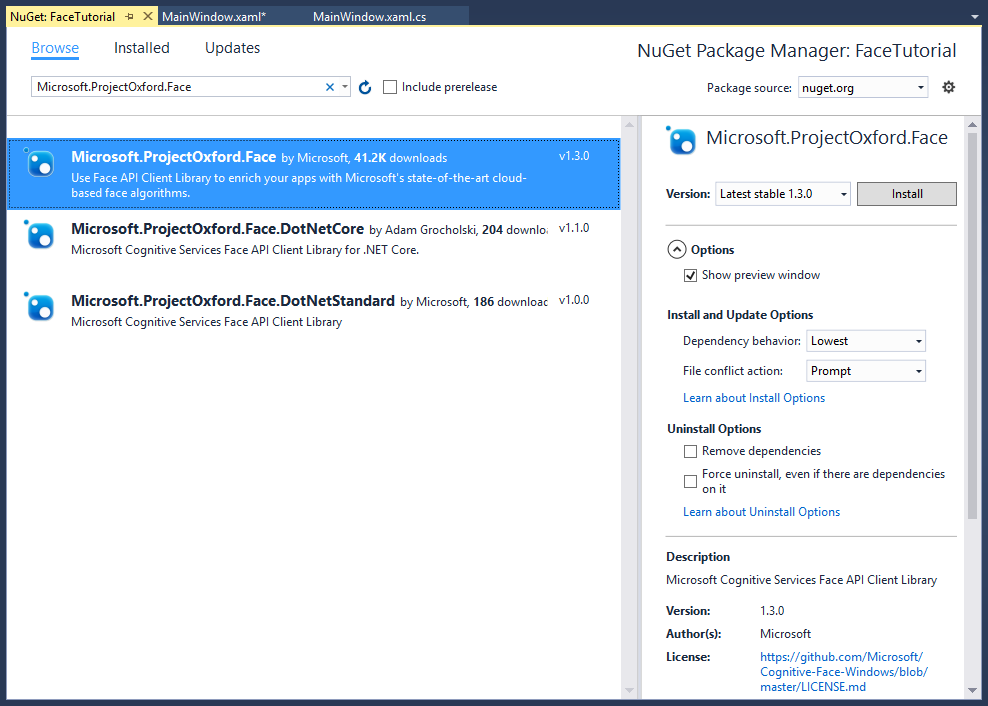 NuGet: FaceTutorial MainWindow.xaml* MainWindow.xaml.cs
Browse Installed Updates
NuGet Package Manager: FaceTutorial
Microsoft.ProjectOxford.Face
Include prerelease
Package source: nuget.org
Microsoft.ProjectOxford.Face by Microsoft, 41.2K downloads v1.3.0
Use Face API Client Library to enrich your apps with Microsoft's state-of-the-art cloud-
based face algorithms.
Microsoft.ProjectOxford.Face.DotNetCore by Adam Grocholski, 204 downlo v1.1.0
Microsoft Cognitive Services Face API Client Library for .NET Core.
Microsoft.ProjectOxford.Face.DotNetStandard by Microsoft, 186 downloac v1.0.0
Microsoft Cognitive Services Face API Client Library
Microsoft.ProjectOxford.Face
Version: Latest stable 1.3.0 Install
Options
Show preview window
Install and Update Options
Dependency behavior: Lowest
File conflict action: Prompt
Learn about Install Options
Uninstall Options
Remove dependencies
Force uninstall, even if there are dependencies
on it
Learn about Uninstall Options
Description
Microsoft Cognitive Services Face API Client Library
Version: 1.3.0
Author(s): Microsoft
License: https://github.com/Microsoft/
Cognitive-Face-Windows/blob/
master/LICENSE.md